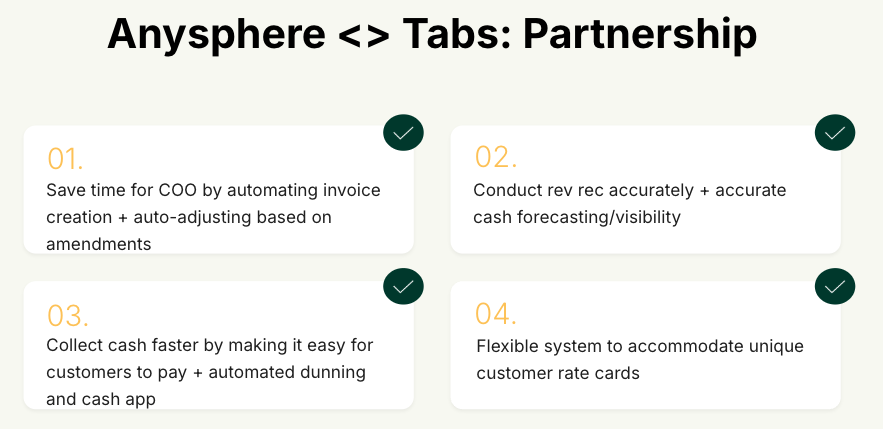 Anysphere <> Tabs: Partnership
01.
Save time for COO by automating invoice
creation + auto-adjusting based on
amendments
02.
Conduct rev rec accurately + accurate
cash forecasting/visibility
03.
Collect cash faster by making it easy for
customers to pay + automated dunning
and cash app
04.
Flexible system to accommodate unique
customer rate cards